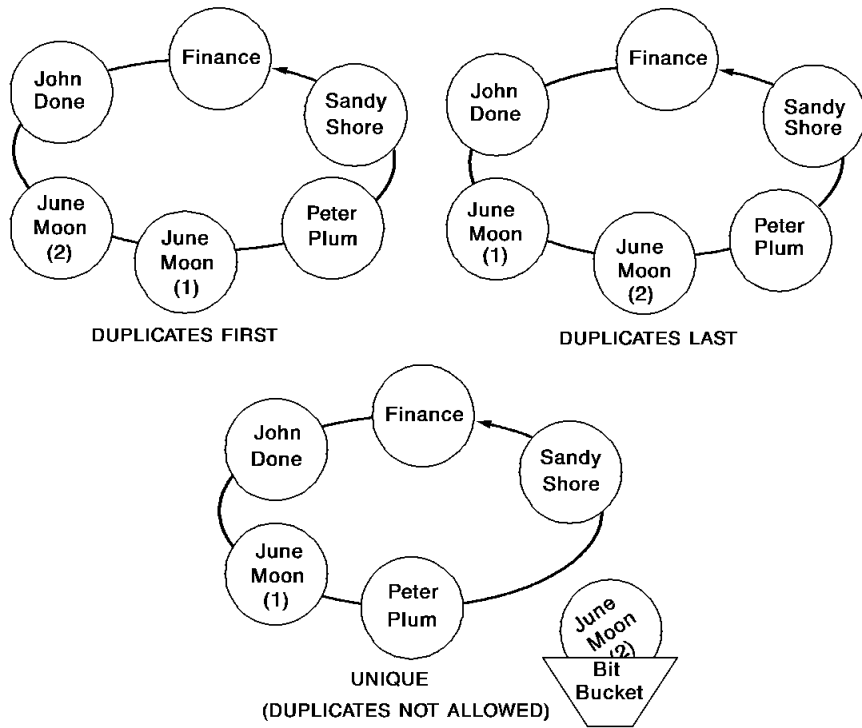 Finance
John
Done
Sandy
Shore
June
Moon
(2)
June
Moon
(1)
Peter
Plum
DUPLICATES FIRST
Finance
John
Done
Sandy
Shore
June
Moon
(1)
June
Moon
(2)
Peter
Plum
DUPLICATES LAST
Finance
John
Done
Sandy
Shore
June
Moon
(1)
Peter
Plum
June
Moon
(2)
Bit
Bucket
UNIQUE
(DUPLICATES NOT ALLOWED)